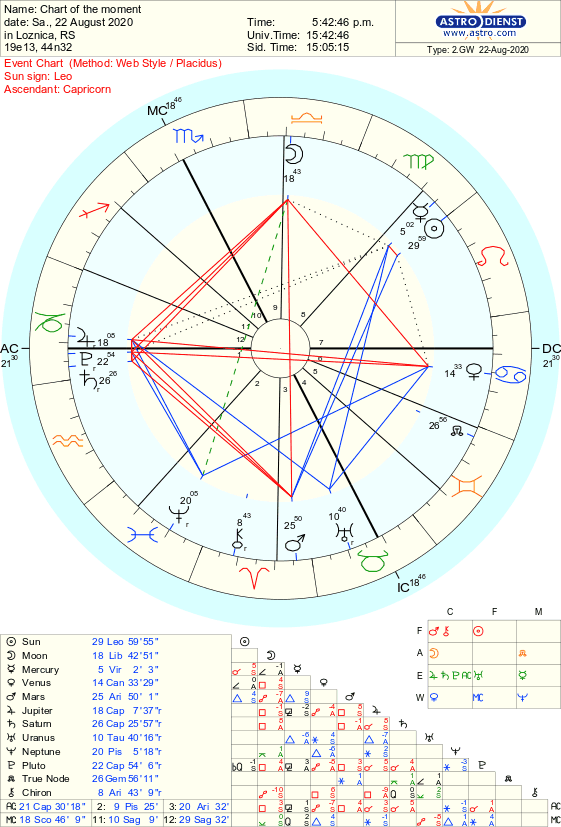 Name: Chart of the moment
date: Sa., 22 August 2020
in Loznica, RS
19e13, 44n32
Time: 5:42:46 p.m.
Univ.Time: 15:42:46
Sid. Time: 15:05:15
ASTRO DIENST
www.astro.com
Type: 2.GW 22-Aug-2020
Event Chart (Method: Web Style / Placidus)
Sun sign: Leo
Ascendant: Capricorn
MC 18 46
18 43
5 02
29 59
AC
21 30
18 05
r
22 54
r
26 26
r
DC
21 30
14 33
26 56
20 05
r
8 43
r
25 50
10 40
r
IC 18 46
1
2
3
4
5
6
7
8
9
10
11
12
C F M
F
A
E AC
W MC
Sun 29 Leo 59'55"
Moon 18 Lib 42'51"
Mercury 5 Vir 2' 3"
Venus 14 Can 33'29"
Mars 25 Ari 50' 1"
Jupiter 18 Cap 7'37"r
Saturn 26 Cap 25'57"r
Uranus 10 Tau 40'16"r
Neptune 20 Pis 5'18"r
Pluto 22 Cap 54' 6"r
True Node 26 Gem 56'11"
Chiron 8 Ari 43' 9"r
AC 21 Cap 30'18" 2: 9 Pis 25' 3: 20 Ari 32' AC
MC 18 Sco 46' 9" 11: 10 Sag 9' 12: 29 Sag 32' MC